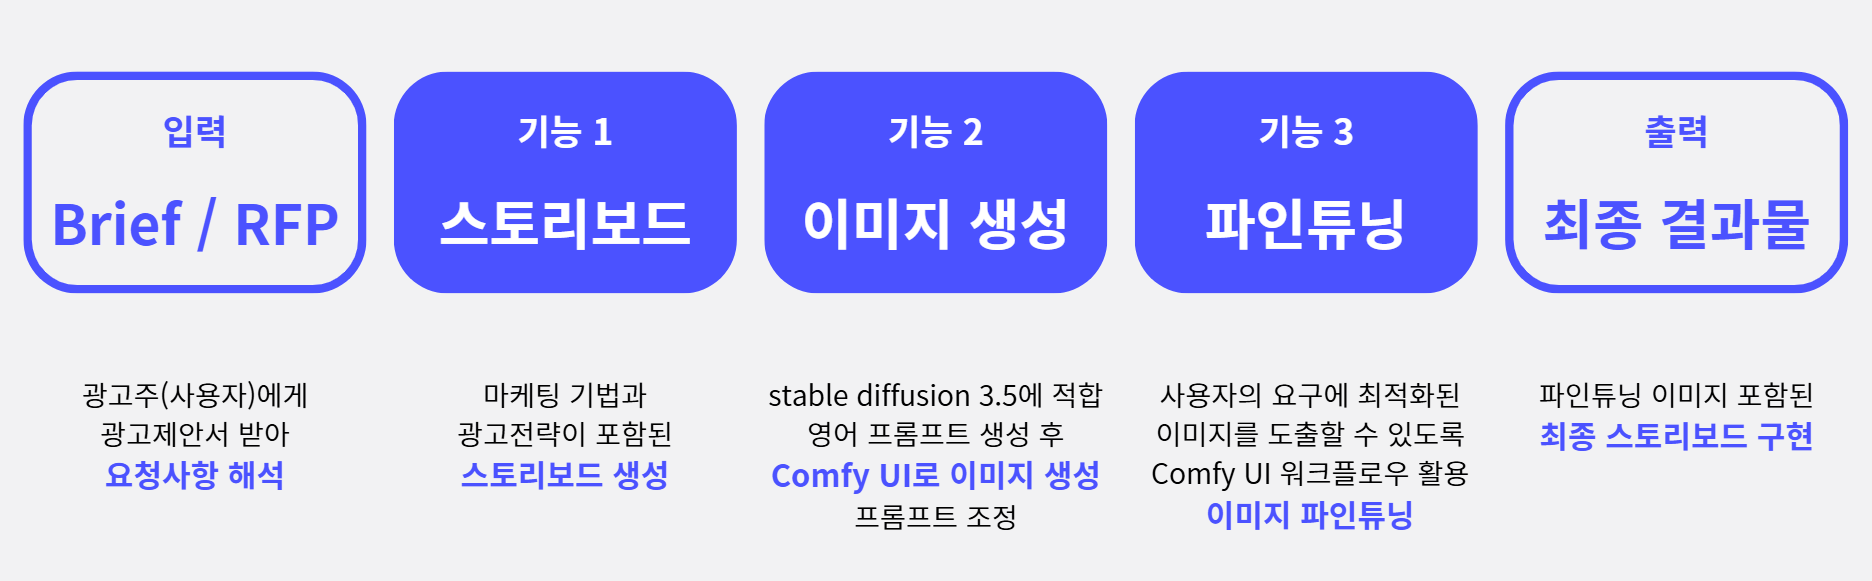 입력
Brief / RFP
광고주(사용자)에게
광고제안서 받아
요청사항 해석
기능 1
스토리보드
마케팅 기법과
광고전략이 포함된
스토리보드 생성
기능 2
이미지 생성
stable diffusion 3.5에 적합
영어 프롬프트 생성 후
Comfy UI로 이미지 생성
프롬프트 조정
기능 3
파인튜닝
사용자의 요구에 최적화된
이미지를 도출할 수 있도록
Comfy UI 워크플로우 활용
이미지 파인튜닝
출력
최종 결과물
파인튜닝 이미지 포함된
최종 스토리보드 구현